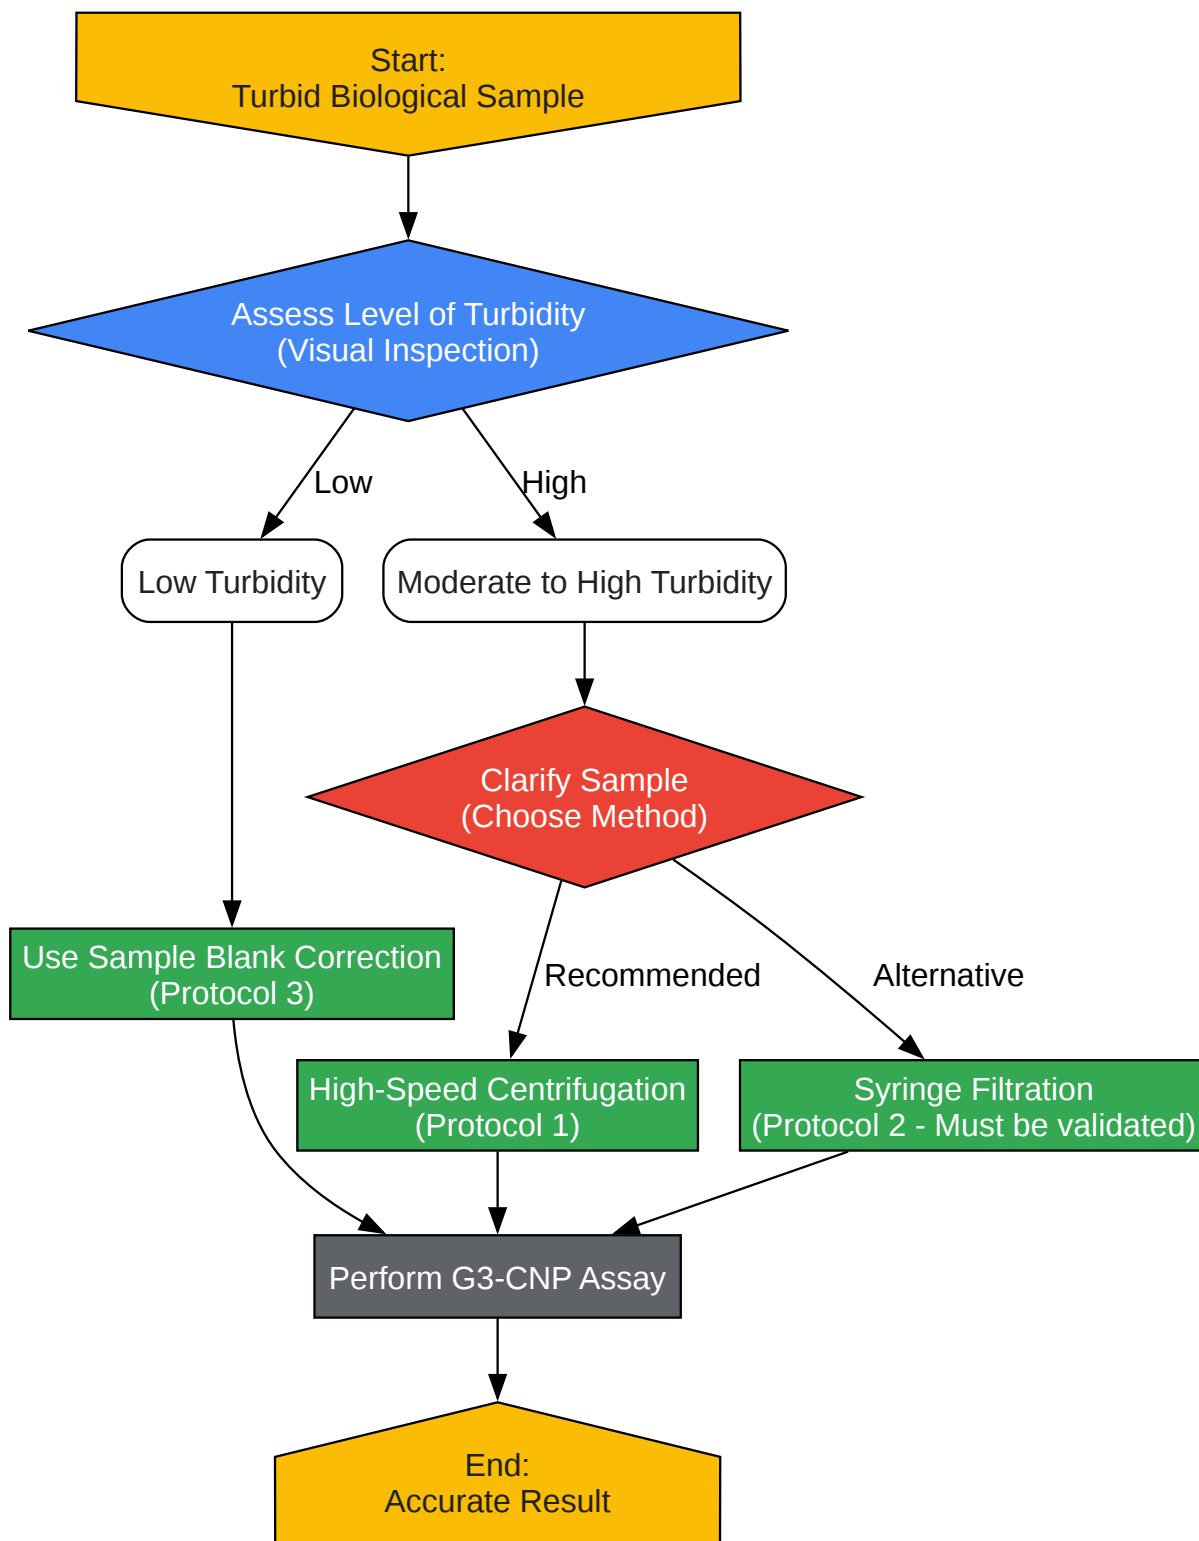 Start:
Turbid Biological Sample
Assess Level of Turbidity
(Visual Inspection)
Low
High
Low Turbidity
Moderate to High Turbidity
Clarify Sample
(Choose Method)
Use Sample Blank Correction
(Protocol 3)
Recommended
Alternative
High-Speed Centrifugation
(Protocol 1)
Syringe Filtration
(Protocol 2 - Must be validated)
Perform G3-CNP Assay
End:
Accurate Result